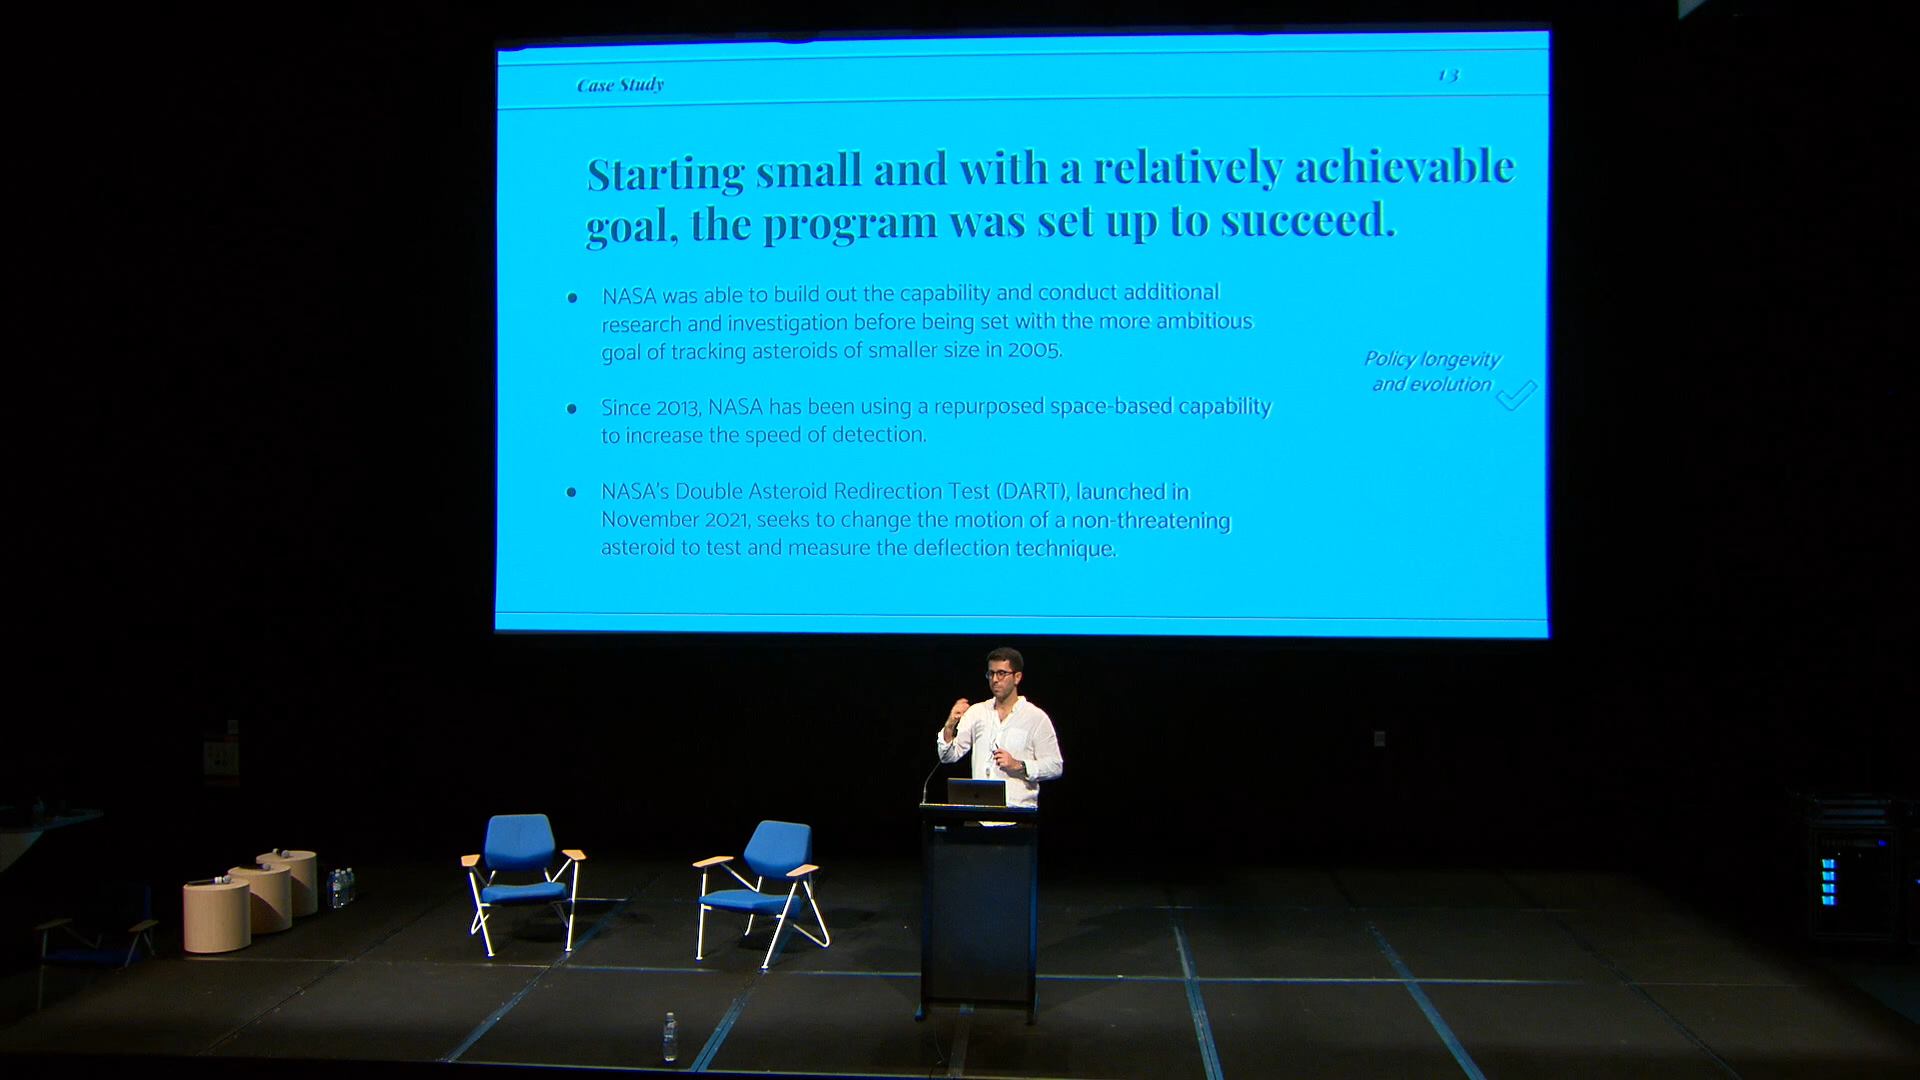 Case Study
13
Starting small and with a relatively achievable
goal, the program was set up to succeed.
● NASA was able to build out the capability and conduct additional
research and investigation before being set with the more ambitious
goal of tracking asteroids of smaller size in 2005.
● Since 2013, NASA has been using a repurposed space-based capability
to increase the speed of detection.
● NASA's Double Asteroid Redirection Test (DART), launched in
November 2021, seeks to change the motion of a non-threatening
asteroid to test and measure the deflection technique.
Policy longevity
and evolution